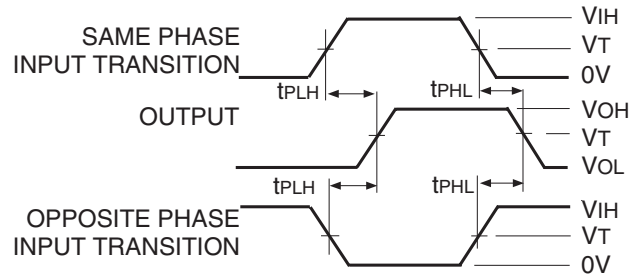 SAME PHASE
INPUT TRANSITION
VIH
VT
0V
tPLH
tPHL
OUTPUT
VOH
VT
VOL
tPLH
tPHL
OPPOSITE PHASE
INPUT TRANSITION
VIH
VT
0V